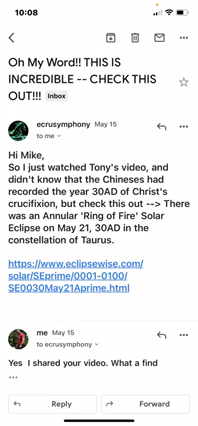 10:08
Oh My Word!! THIS IS
INCREDIBLE -- CHECK THIS
OUT!!! Inbox
ecrusymphony May 15
to me
Hi Mike,
So I just watched Tony's video, and
didn't know that the Chineses had
recorded the year 30AD of Christ's
crucifixion, but check this out --> There
was an Annular 'Ring of Fire' Solar
Eclipse on May 21, 30AD in the
constellation of Taurus.
https://www.eclipsewise.com/
solar/SEprime/0001-0100/
SE0030May21Aprime.html
me May 15
to ecrusymphony
Yes I shared your video. What a find
Reply Forward